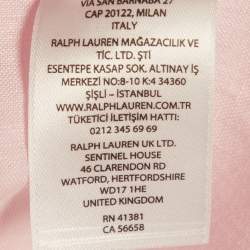 VIA SAN BARNABA 27
CAP 20122, MILAN
ITALY
RALPH LAUREN MAĞAZACILIK VE
TİC. LTD. ŞTİ
ESENTEPE KASAP SOK. ALTINAY İŞ
MERKEZİ NO:8-10 K:4 34360
ŞİŞLİ – İSTANBUL
WWW.RALPHLAUREN.COM.TR
TÜKETİCİ İLETİŞİM HATTI:
0212 345 69 69
RALPH LAUREN UK LTD.
SENTINEL HOUSE
46 CLARENDON RD
WATFORD, HERTFORDSHIRE
WD17 1HE
UNITED KINGDOM
RN 41381
CA 56658